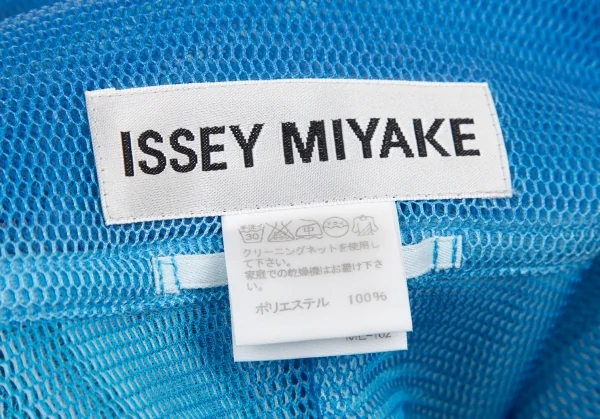 ISSEY MIYAKE
30 中
クリーニングネットを使用し
て下さい。
家庭での乾燥機はお避け下さ
い。
ポリエステル 100%